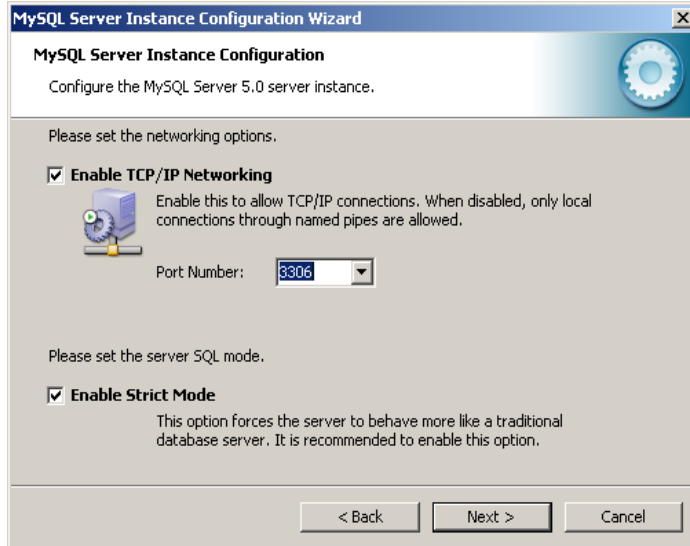 MySQL Server Instance Configuration Wizard
MySQL Server Instance Configuration
Configure the MySQL Server 5.0 server instance.
Please set the networking options.
Enable TCP/IP Networking
Enable this to allow TCP/IP connections. When disabled, only local
connections through named pipes are allowed.
Port Number: 3306
Please set the server SQL mode.
Enable Strict Mode
This option forces the server to behave more like a traditional
database server. It is recommended to enable this option.
< Back Next > Cancel